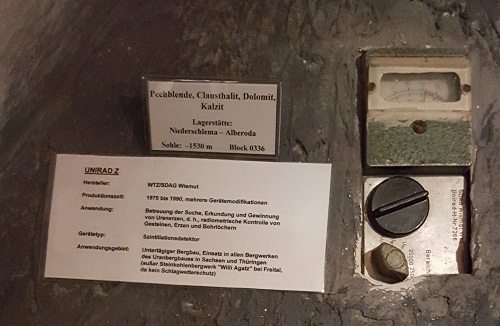 Pechblende, Clausthalit, Dolomit,
Kalzit
Lagerstätte:
Niederschlema – Alberoda
Sohle: –1530 m Block 0336
UNIRAD Z
Hersteller: WTZ/SDAG Wismut
Produktionszeit: 1975 bis 1990, mehrere Gerätemodifikationen
Anwendung: Betreuung der Suche, Erkundung und Gewinnung
von Uranerzen, d. h., radiometrische Kontrolle von
Gesteinen, Erzen und Bohrlöchern
Gerätetyp: Szintillationsdetektor
Anwendungsgebiet: Untertägiger Bergbau, Einsatz in allen Bergwerken
des Uranbergbaues in Sachsen und Thüringen
(außer Steinkohlenbergwerk "Willi Agatz" bei Freital,
da kein Schlagwetterschutz)